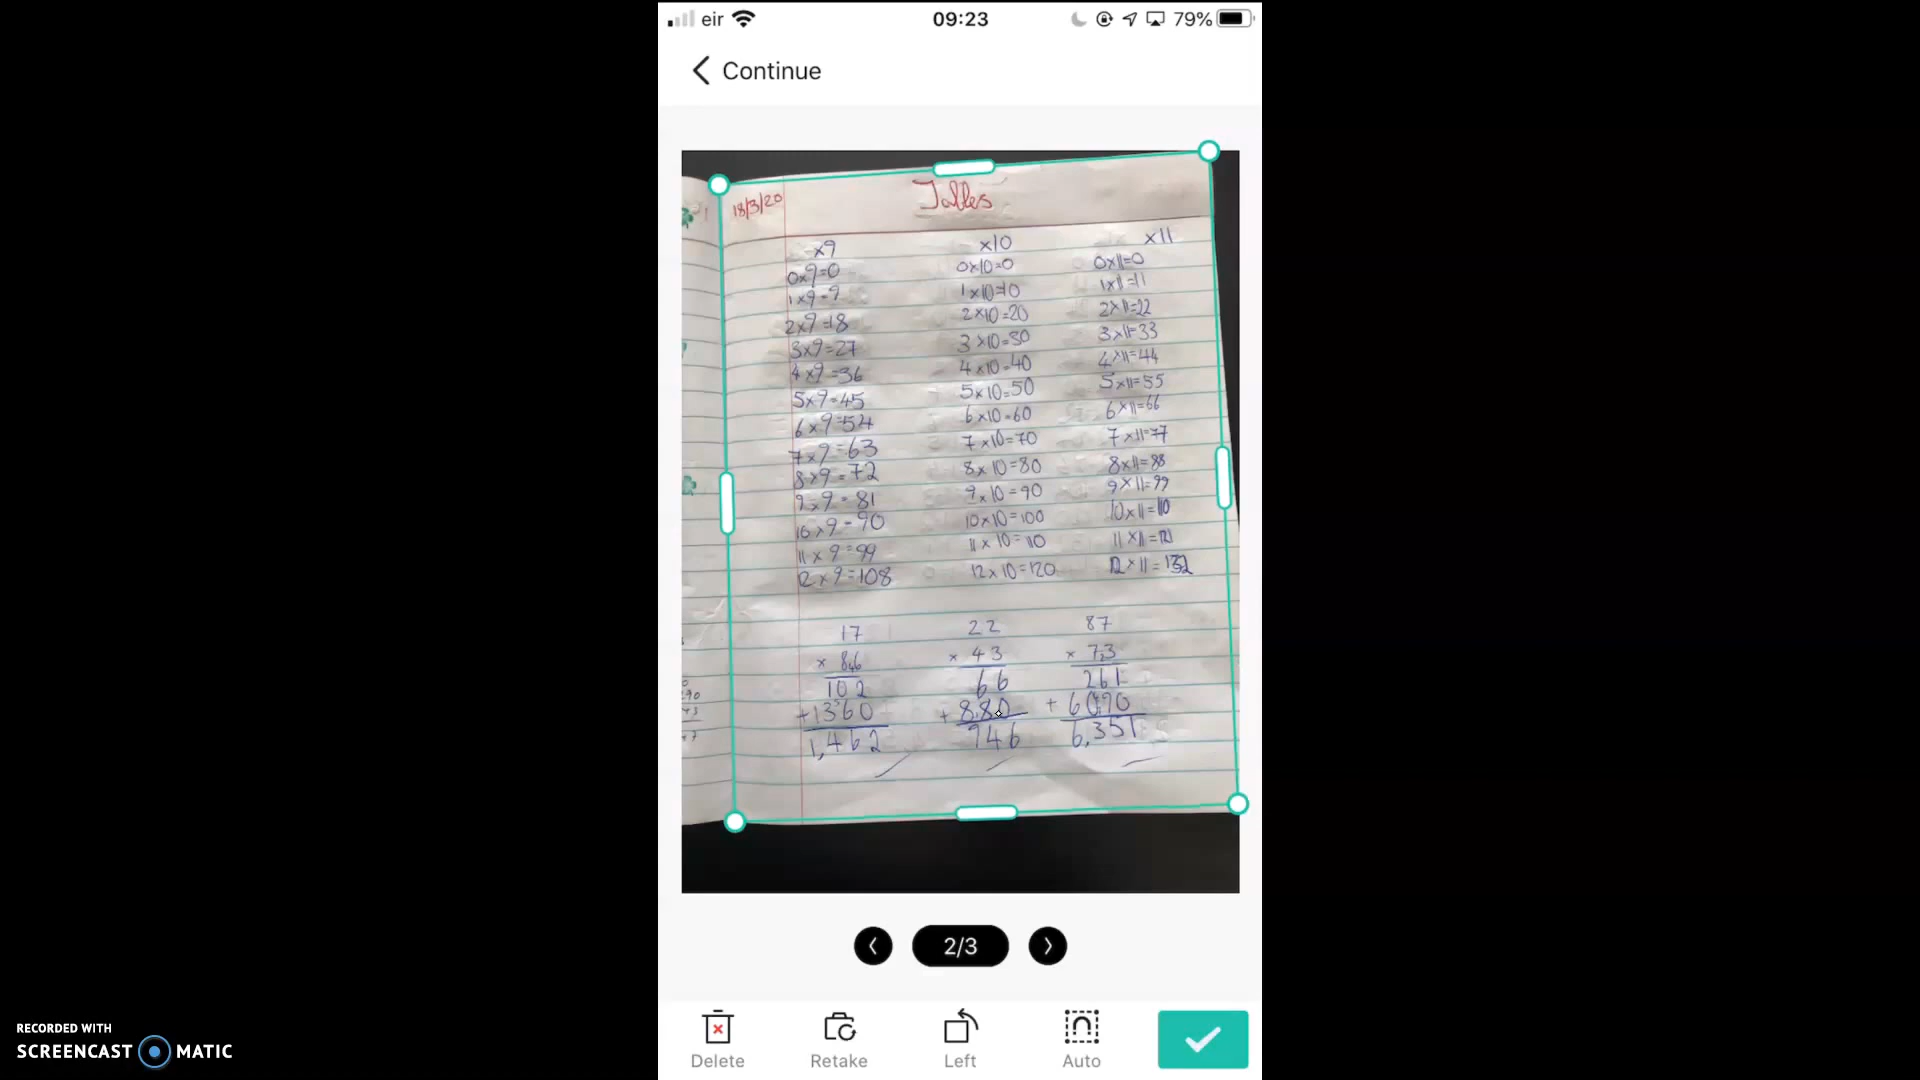 eir 09:23 79%
Continue
18/3/20 Tables
x9 x10 x11
0x9=0 0x10=0 0x11=0
1x9=9 1x10=10 1x11=11
2x9=18 2x10=20 2x11=22
3x9=27 3x10=30 3x11=33
4x9=36 4x10=40 4x11=44
5x9=45 5x10=50 5x11=55
6x9=54 6x10=60 6x11=66
7x9=63 7x10=70 7x11=77
8x9=72 8x10=80 8x11=88
9x9=81 9x10=90 9x11=99
10x9=90 10x10=100 10x11=110
11x9=99 11x10=110 11x11=121
12x9=108 12x10=120 12x11=132
17 22 87
x 86 x 43 x 73
102 66 261
+1360 + 880 + 6090
1,462 946 6,351
2/3
Delete Retake Left Auto
RECORDED WITH
SCREENCAST MATIC